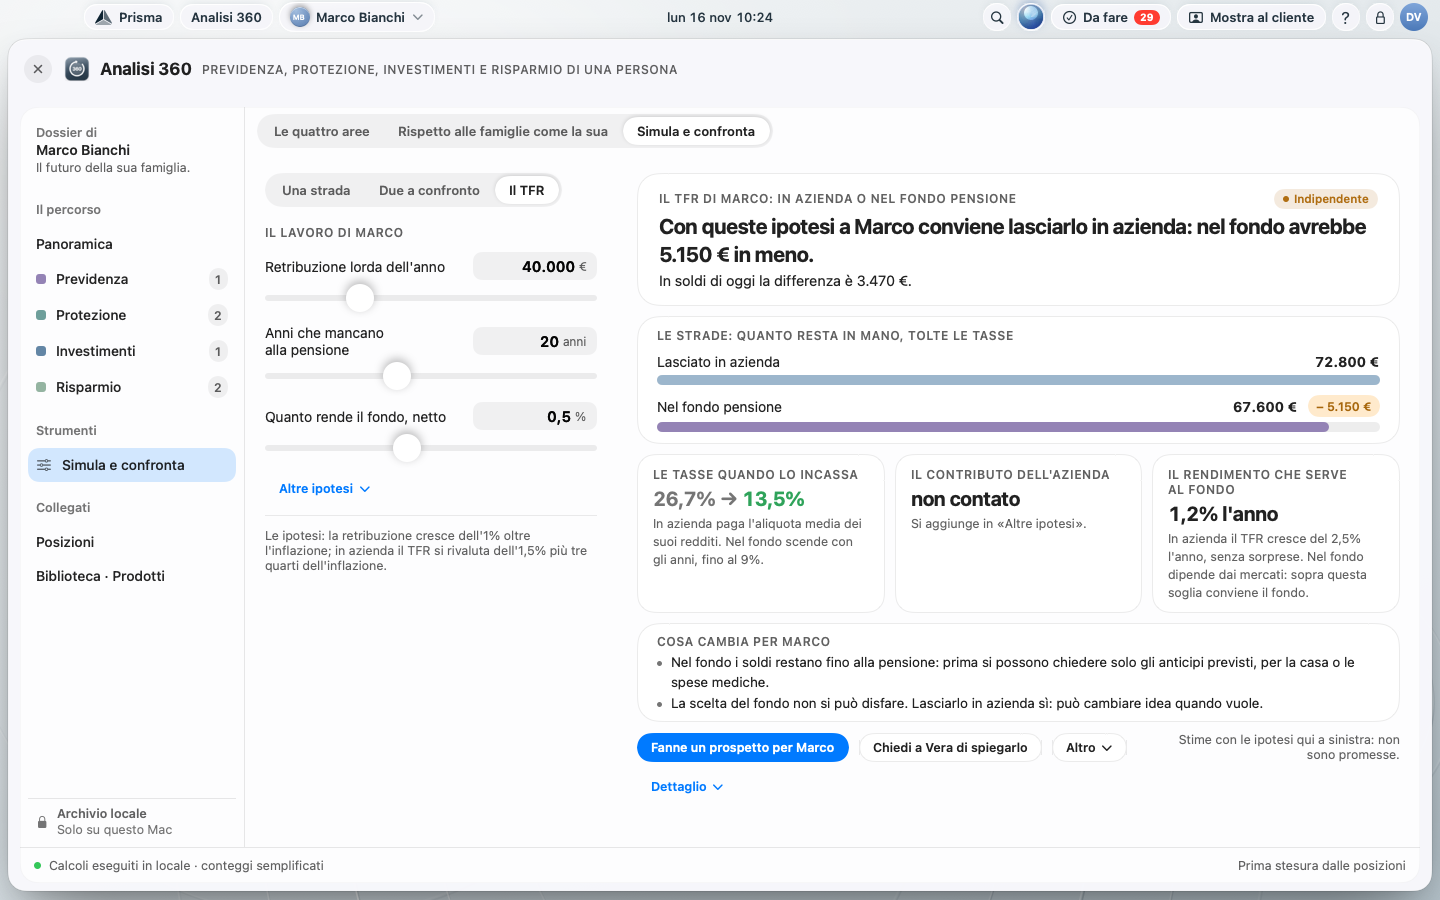 Prisma
Analisi 360
MB Marco Bianchi
lun 16 nov 10:24
Da fare 29
Mostra al cliente
?
DV
360
Analisi 360 PREVIDENZA, PROTEZIONE, INVESTIMENTI E RISPARMIO DI UNA PERSONA
Dossier di
Marco Bianchi
Il futuro della sua famiglia.
Il percorso
Panoramica
Previdenza 1
Protezione 2
Investimenti 1
Risparmio 2
Strumenti
Simula e confronta
Collegati
Posizioni
Biblioteca · Prodotti
Archivio locale
Solo su questo Mac
Le quattro aree
Rispetto alle famiglie come la sua
Simula e confronta
Una strada
Due a confronto
Il TFR
IL LAVORO DI MARCO
Retribuzione lorda dell'anno 40.000 €
Anni che mancano
alla pensione
20 anni
Quanto rende il fondo, netto 0,5 %
Altre ipotesi
Le ipotesi: la retribuzione cresce dell'1% oltre
l'inflazione; in azienda il TFR si rivaluta dell'1,5% più tre
quarti dell'inflazione.
IL TFR DI MARCO: IN AZIENDA O NEL FONDO PENSIONE
Indipendente
Con queste ipotesi a Marco conviene lasciarlo in azienda: nel fondo avrebbe
5.150 € in meno.
In soldi di oggi la differenza è 3.470 €.
LE STRADE: QUANTO RESTA IN MANO, TOLTE LE TASSE
Lasciato in azienda 72.800 €
Nel fondo pensione 67.600 € – 5.150 €
LE TASSE QUANDO LO INCASSA
26,7% → 13,5%
In azienda paga l'aliquota media dei
suoi redditi. Nel fondo scende con
gli anni, fino al 9%.
IL CONTRIBUTO DELL'AZIENDA
non contato
Si aggiunge in «Altre ipotesi».
IL RENDIMENTO CHE SERVE
AL FONDO
1,2% l'anno
In azienda il TFR cresce del 2,5%
l'anno, senza sorprese. Nel fondo
dipende dai mercati: sopra questa
soglia conviene il fondo.
COSA CAMBIA PER MARCO
• Nel fondo i soldi restano fino alla pensione: prima si possono chiedere solo gli anticipi previsti, per la casa o le
spese mediche.
• La scelta del fondo non si può disfare. Lasciarlo in azienda sì: può cambiare idea quando vuole.
Fanne un prospetto per Marco
Chiedi a Vera di spiegarlo
Altro
Stime con le ipotesi qui a sinistra: non
sono promesse.
Dettaglio
Calcoli eseguiti in locale · conteggi semplificati
Prima stesura dalle posizioni